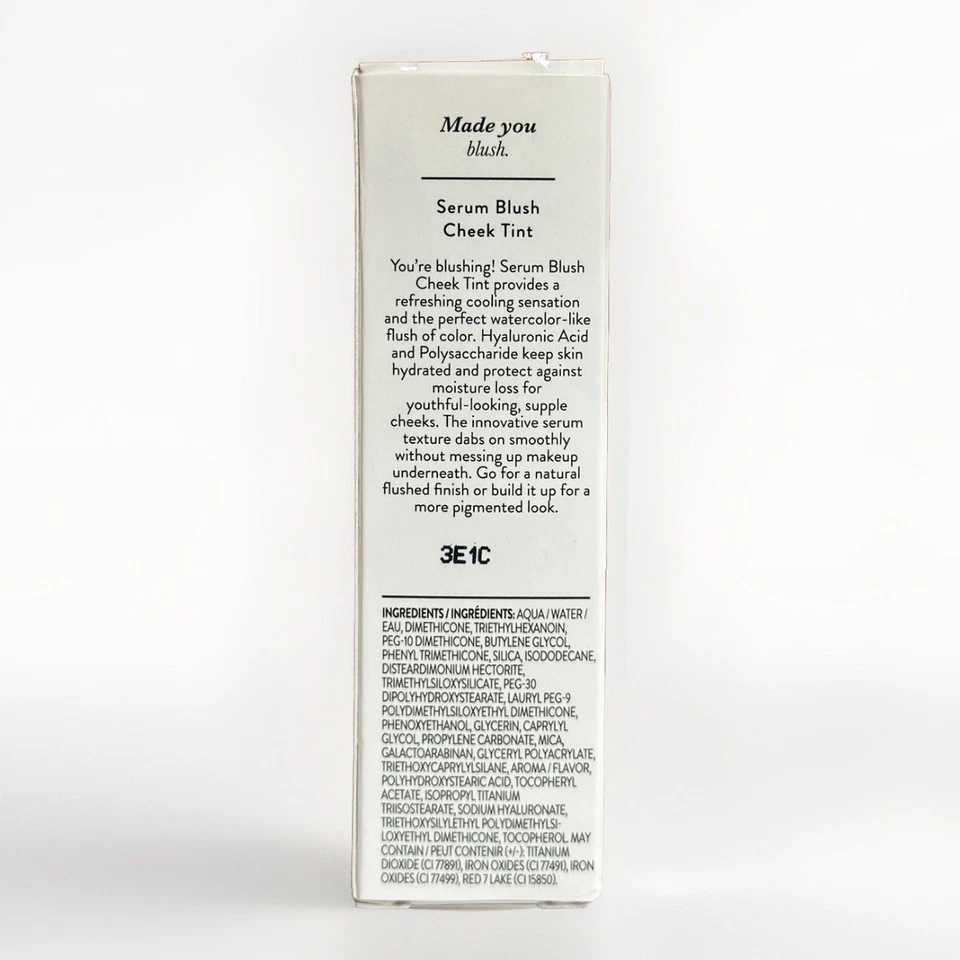 Made you
blush.
Serum Blush
Cheek Tint
You're blushing! Serum Blush
Cheek Tint provides a
refreshing cooling sensation
and the perfect watercolor-like
flush of color. Hyaluronic Acid
and Polysaccharide keep skin
hydrated and protect against
moisture loss for
youthful-looking, supple
cheeks. The innovative serum
texture dabs on smoothly
without messing up makeup
underneath. Go for a natural
flushed finish or build it up for a
more pigmented look.
3E1C
INGREDIENTS / INGRÉDIENTS: AQUA / WATER /
EAU, DIMETHICONE, TRIETHYLHEXANOIN,
PEG-10 DIMETHICONE, BUTYLENE GLYCOL,
PHENYL TRIMETHICONE, SILICA, ISODODECANE,
DISTEARDIMONIUM HECTORITE,
TRIMETHYLSILOXYSILICATE, PEG-30
DIPOLYHYDROXYSTEARATE, LAURYL PEG-9
POLYDIMETHYLSILOXYETHYL DIMETHICONE,
PHENOXYETHANOL, GLYCERIN, CAPRYLYL
GLYCOL, PROPYLENE CARBONATE, MICA,
GALACTOARABINAN, GLYCERYL POLYACRYLATE,
TRIETHOXYCAPRYLYLSILANE, AROMA / FLAVOR,
POLYHYDROXYSTEARIC ACID, TOCOPHERYL
ACETATE, ISOPROPYL TITANIUM
TRIISOSTEARATE, SODIUM HYALURONATE,
TRIETHOXYSILYLETHYL POLYDIMETHYLSI-
LOXYETHYL DIMETHICONE, TOCOPHEROL. MAY
CONTAIN / PEUT CONTENIR (+/-): TITANIUM
DIOXIDE (CI 77891), IRON OXIDES (CI 77491), IRON
OXIDES (CI 77499), RED 7 LAKE (CI 15850).